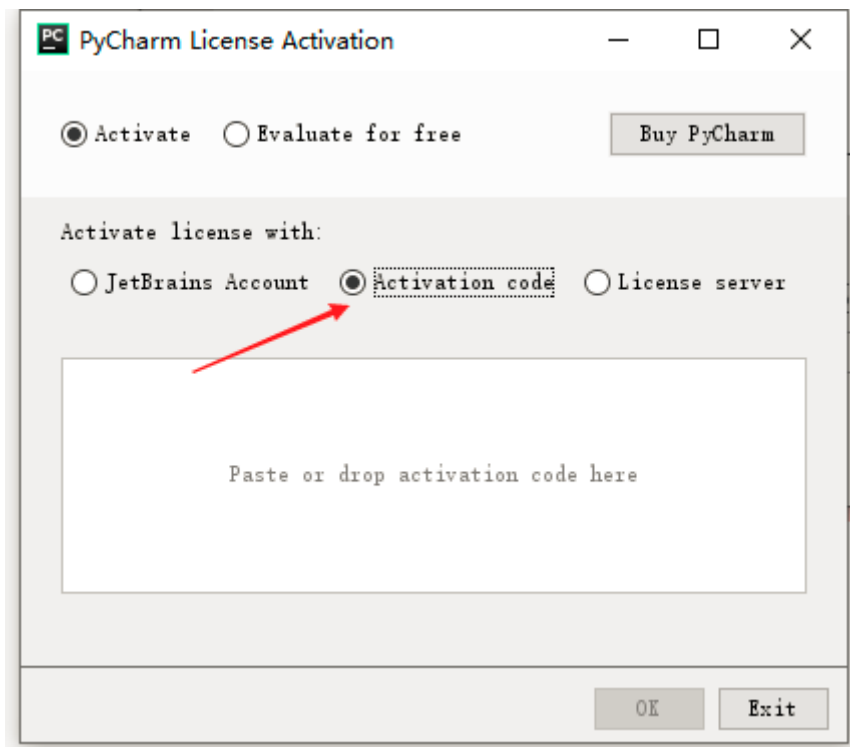 PC PyCharm License Activation
Activate Evaluate for free Buy PyCharm
Activate license with:
JetBrains Account Activation code License server
Paste or drop activation code here
OK Exit